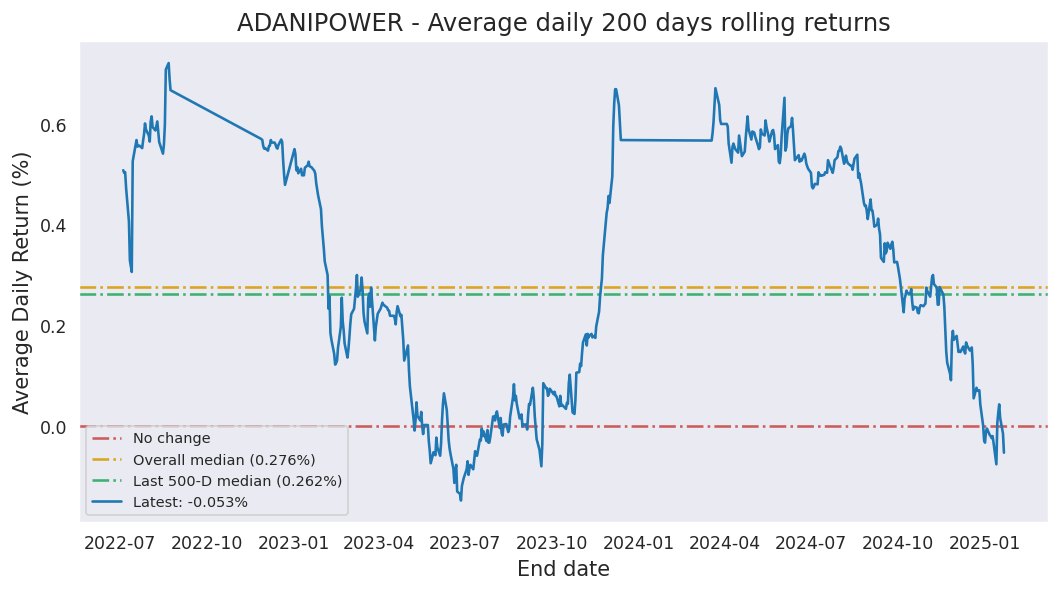 ADANIPOWER - Average daily 200 days rolling returns
Average Daily Return (%)
0.6
0.4
0.2
0.0
No change
Overall median (0.276%)
Last 500-D median (0.262%)
Latest: -0.053%
2022-07 2022-10 2023-01 2023-04 2023-07 2023-10 2024-01 2024-04 2024-07 2024-10 2025-01
End date